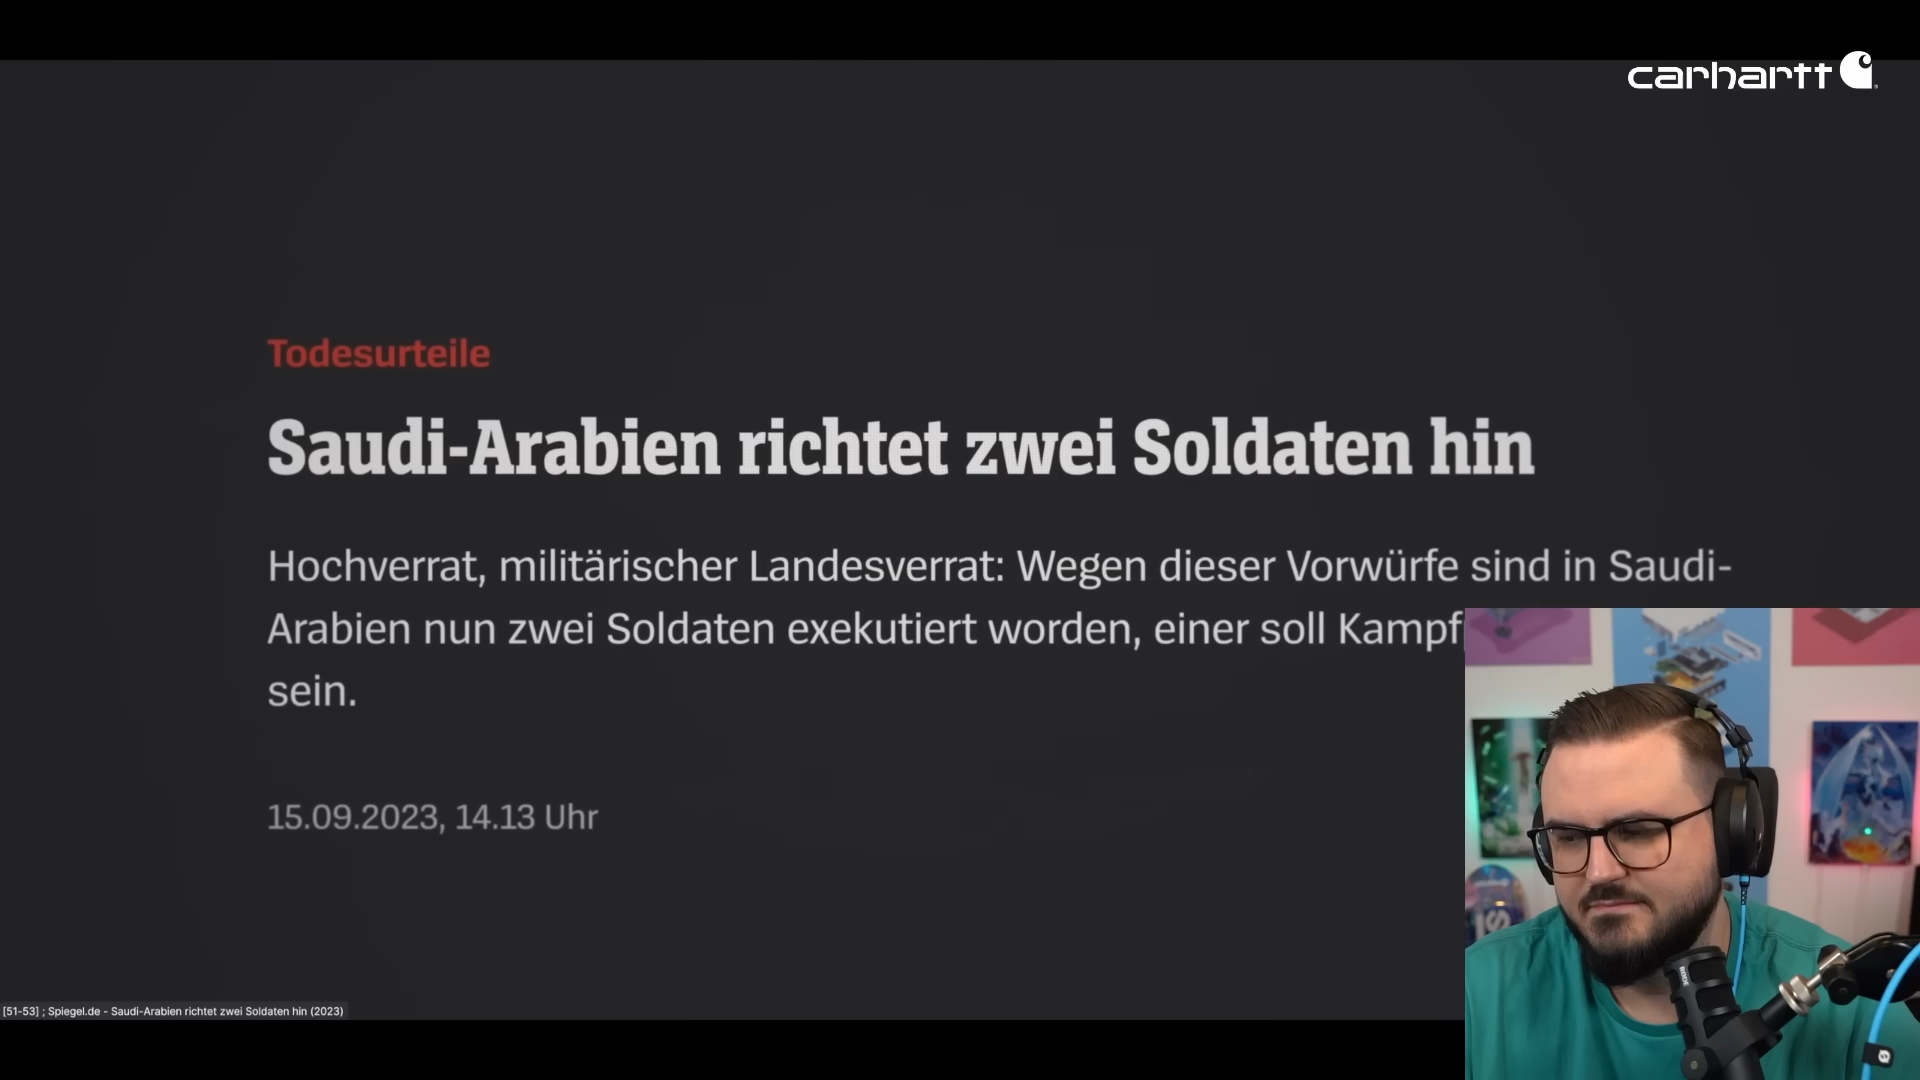 carhartt
Todesurteile
Saudi-Arabien richtet zwei Soldaten hin
Hochverrat, militärischer Landesverrat: Wegen dieser Vorwürfe sind in Saudi-
Arabien nun zwei Soldaten exekutiert worden, einer soll
sein.
15.09.2023, 14.13 Uhr
RODE
[51-53] ; Spiegel.de - Saudi-Arabien richtet zwei Soldaten hin (2023)